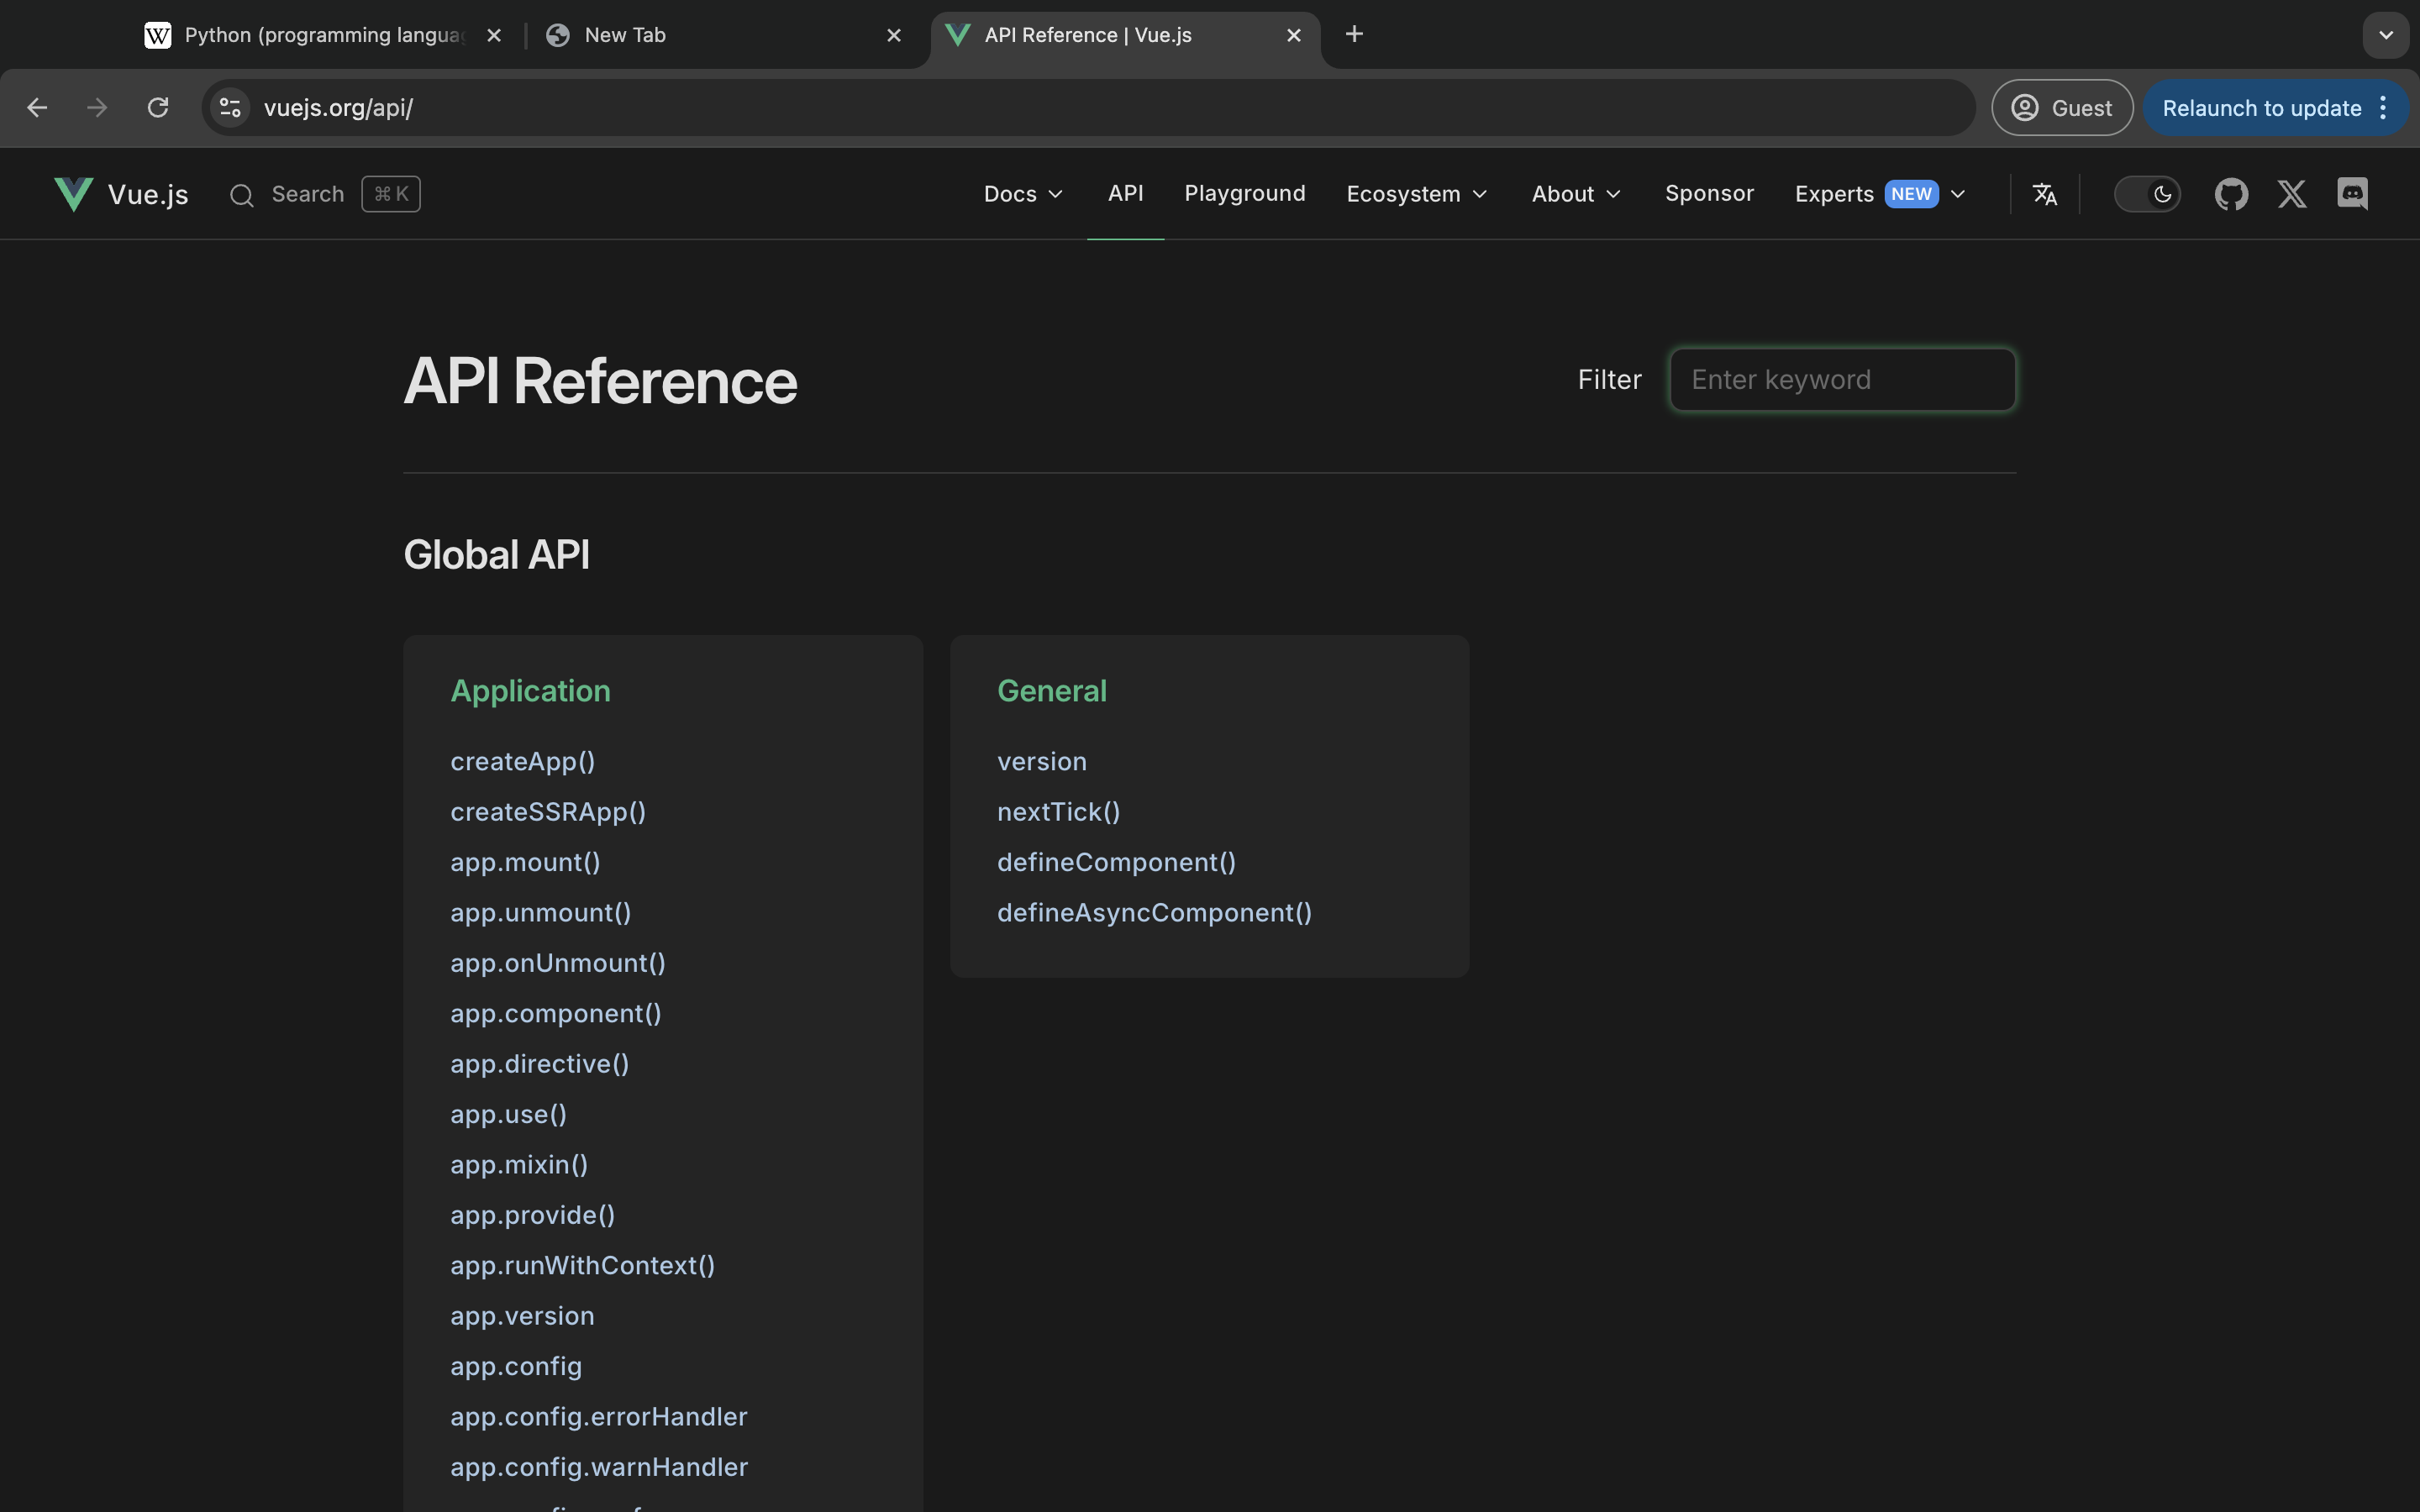 Python (programming langua
New Tab
API Reference | Vue.js
vuejs.org/api/
Guest
Relaunch to update
Vue.js
Search
⌘ K
Docs
API
Playground
Ecosystem
About
Sponsor
Experts NEW
API Reference
Filter
Enter keyword
Global API
Application
createApp()
createSSRApp()
app.mount()
app.unmount()
app.onUnmount()
app.component()
app.directive()
app.use()
app.mixin()
app.provide()
app.runWithContext()
app.version
app.config
app.config.errorHandler
app.config.warnHandler
General
version
nextTick()
defineComponent()
defineAsyncComponent()